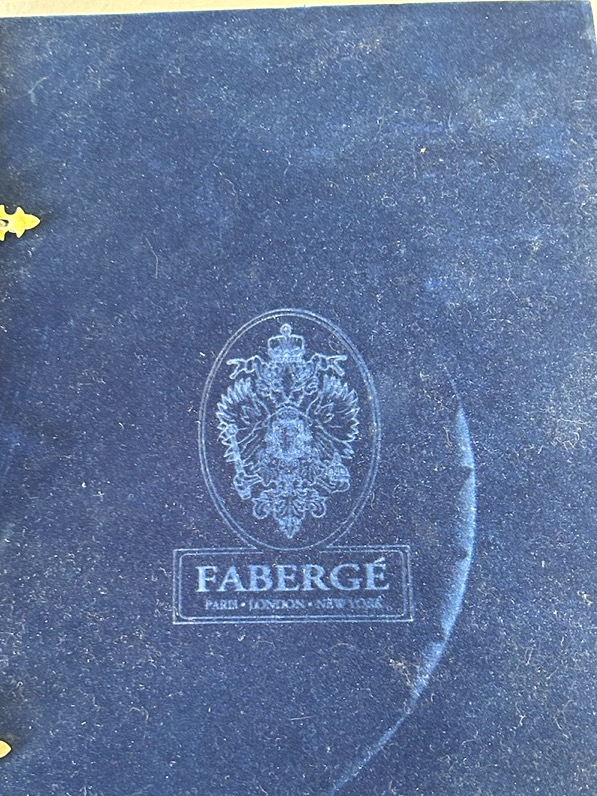 FABERGÉ
PARIS • LONDON • NEW YORK